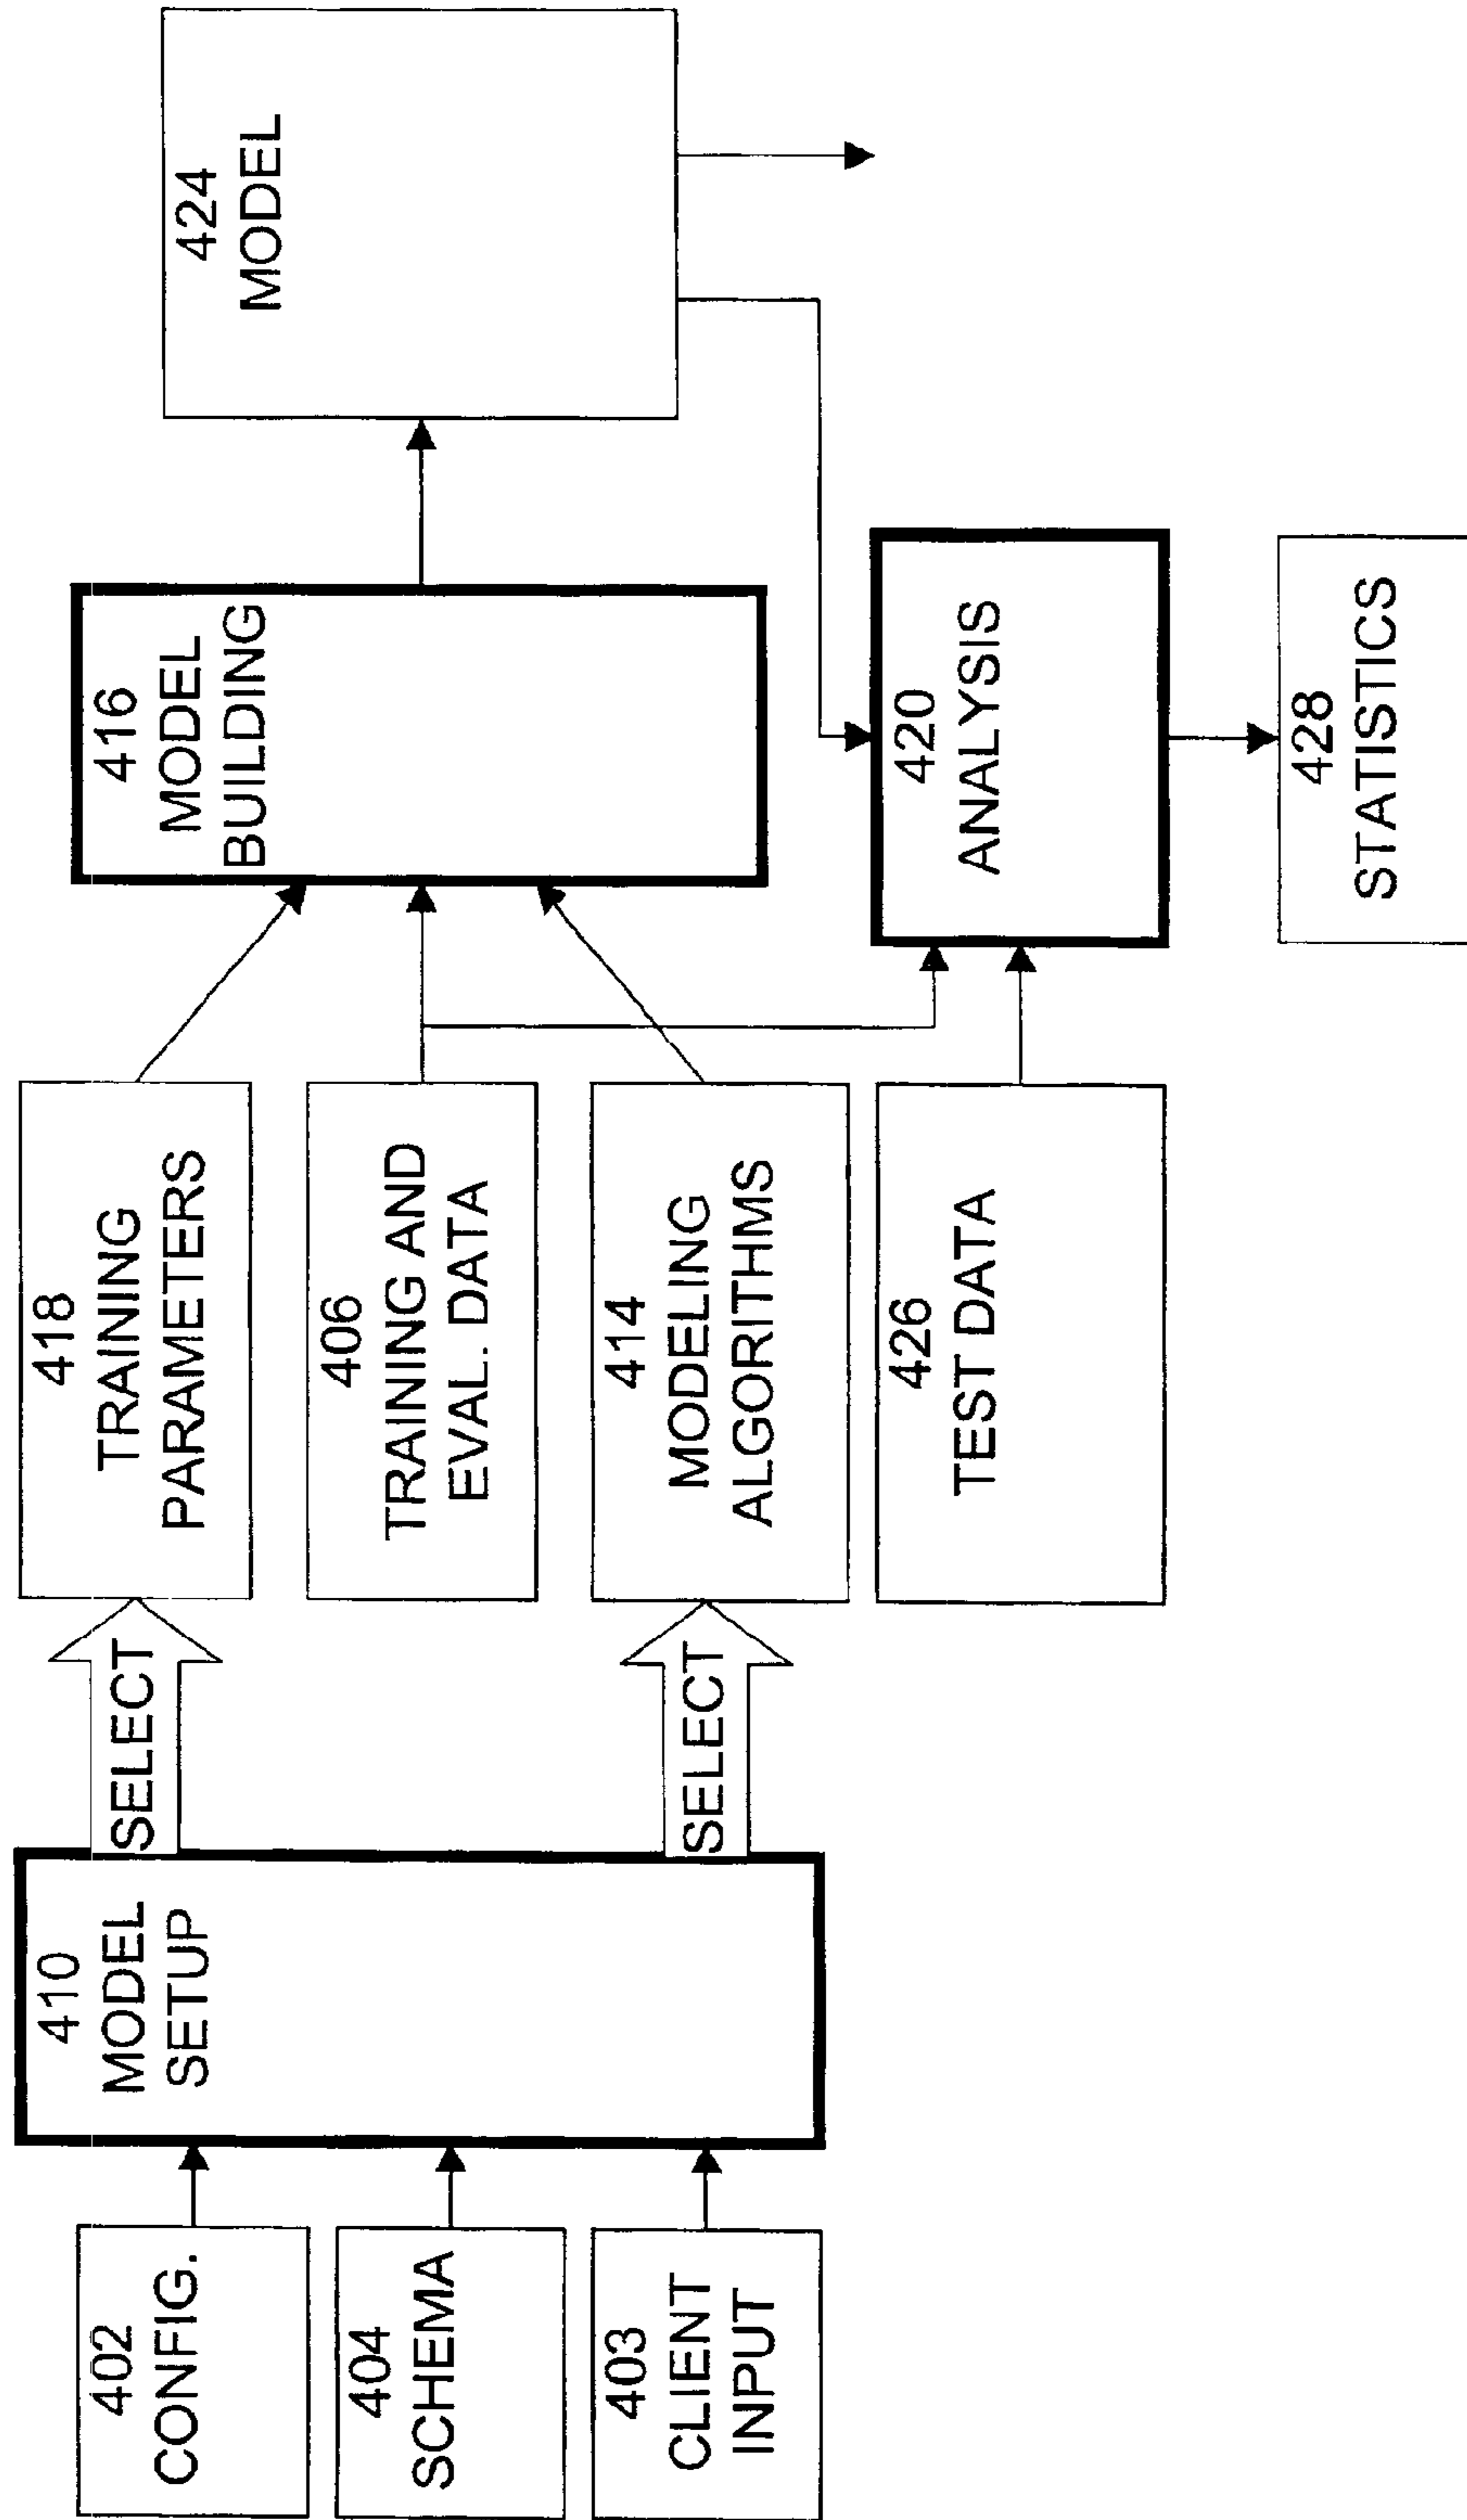 402
CONFIG.
404
SCHEMA
403
CLIENT
INPUT
410
MODEL
SETUP
SELECT
SELECT
418
TRAINING
PARAMETERS
406
TRAINING AND
EVAL. DATA
414
MODELING
ALGORITHMS
426
TEST DATA
416
MODEL
BUILDING
420
ANALYSIS
428
STATISTICS
424
MODEL